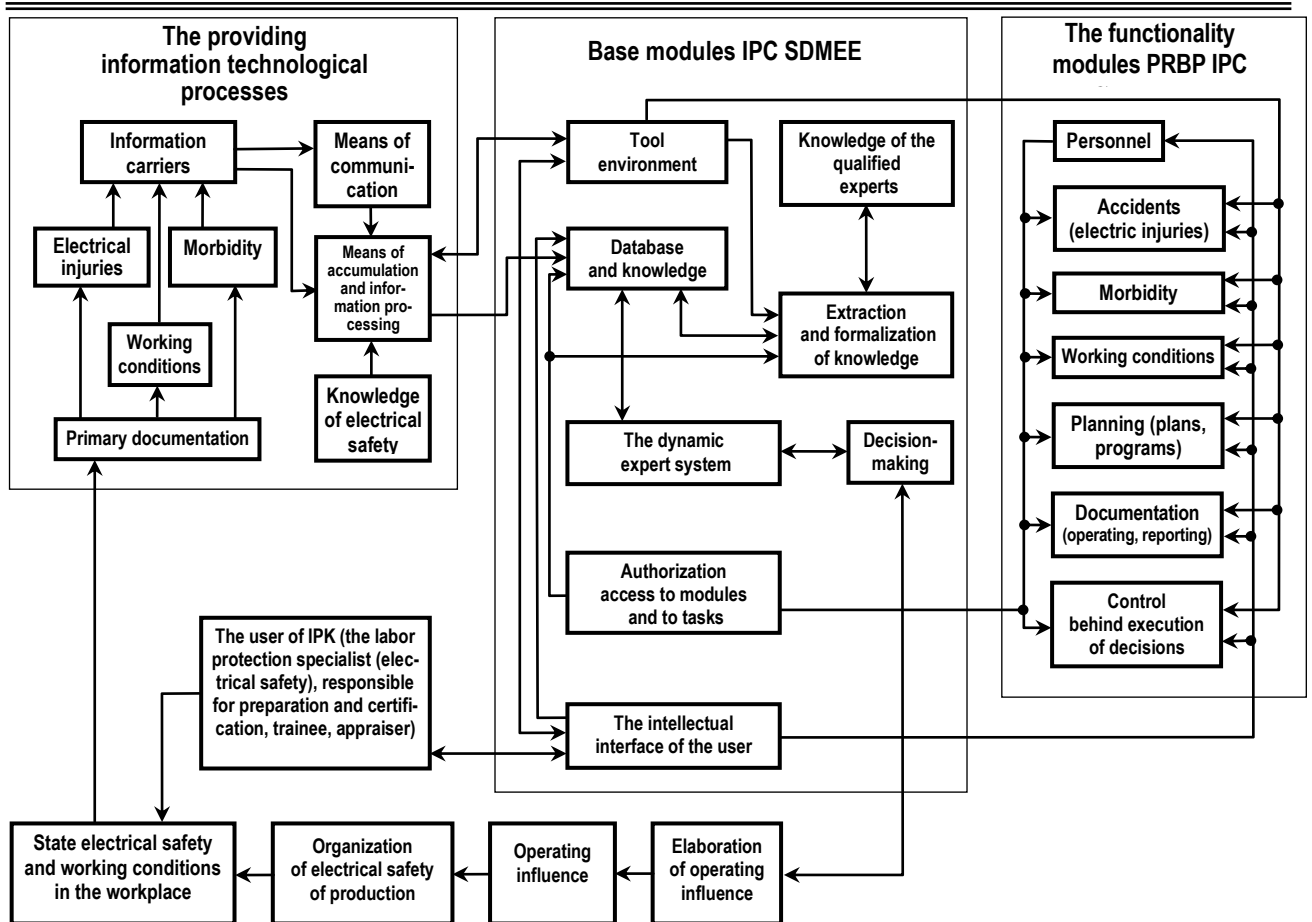 The providing
information technological
processes
Information
carriers
Means of
communi-
cation
Electrical
injuries
Morbidity
Means of
accumulation
and infor-
mation pro-
cessing
Working
conditions
Knowledge
of electrical
safety
Primary documentation
Base modules IPC SDMEE
Tool
environment
Knowledge of the
qualified
experts
Database
and knowledge
Extraction
and formalization
of knowledge
The dynamic
expert system
Decision-
making
Authorization
access to modules
and to tasks
The intellectual
interface of the user
The functionality
modules PRBP IPC
Personnel
Accidents
(electric injuries)
Morbidity
Working conditions
Planning (plans,
programs)
Documentation
(operating, reporting)
Control
behind execution
of decisions
The user of IPK (the labor
protection specialist (elec-
trical safety), responsible
for preparation and certifi-
cation, trainee, appraiser)
State electrical safety
and working conditions
in the workplace
Organization
of electrical safety
of production
Operating
influence
Elaboration
of operating
influence